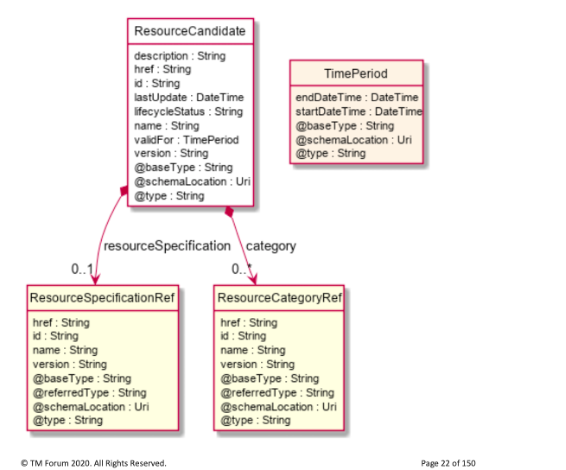 ResourceCandidate
description : String
href : String
id : String
lastUpdate : DateTime
lifecycleStatus : String
name : String
validFor : TimePeriod
version : String
@baseType : String
@schemaLocation : Uri
@type : String
TimePeriod
endDateTime : DateTime
startDateTime : DateTime
@baseType : String
@schemaLocation : Uri
@type : String
resourceSpecification
category
0..1
0..*
ResourceSpecificationRef
href : String
id : String
name : String
version : String
@baseType : String
@referredType : String
@schemaLocation : Uri
@type : String
ResourceCategoryRef
href : String
id : String
name : String
version : String
@baseType : String
@referredType : String
@schemaLocation : Uri
@type : String
© TM Forum 2020. All Rights Reserved.
Page 22 of 150